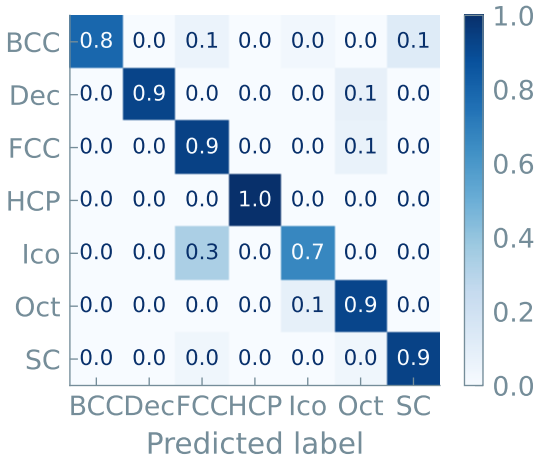 BCC 0.8 0.0 0.1 0.0 0.0 0.0 0.1
Dec 0.0 0.9 0.0 0.0 0.0 0.1 0.0
FCC 0.0 0.0 0.9 0.0 0.0 0.1 0.0
HCP 0.0 0.0 0.0 1.0 0.0 0.0 0.0
Ico 0.0 0.0 0.3 0.0 0.7 0.0 0.0
Oct 0.0 0.0 0.0 0.0 0.1 0.9 0.0
SC 0.0 0.0 0.0 0.0 0.0 0.0 0.9
BCC Dec FCC HCP Ico Oct SC
Predicted label
1.0
0.8
0.6
0.4
0.2
0.0